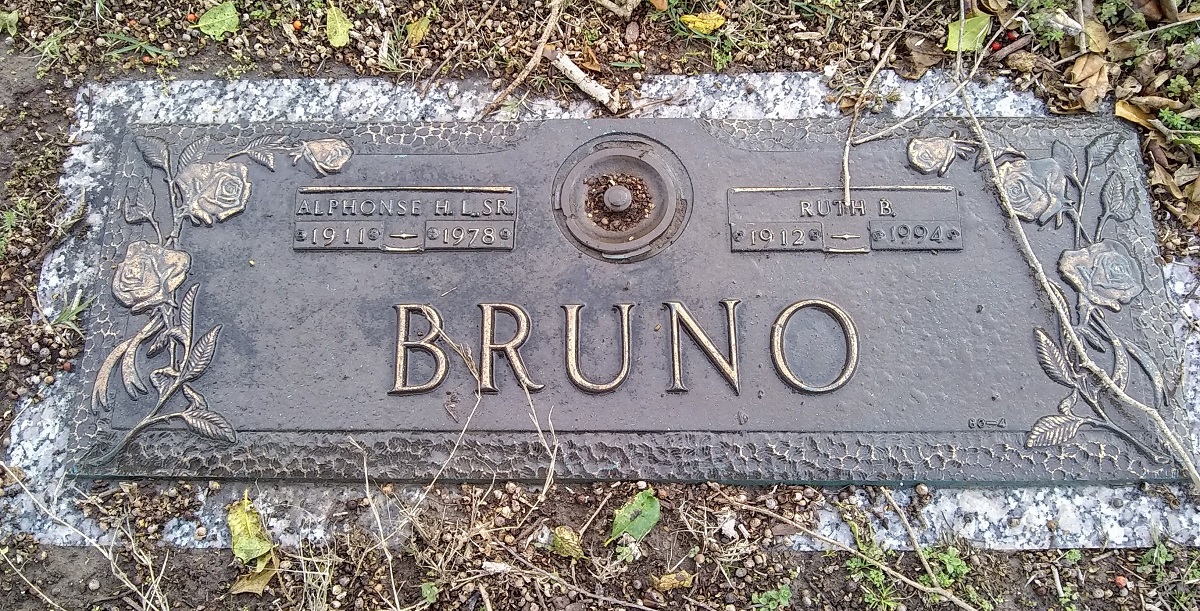 ALPHONSE H. L., SR.
1911 1978
RUTH B.
1912 1994
BRUNO